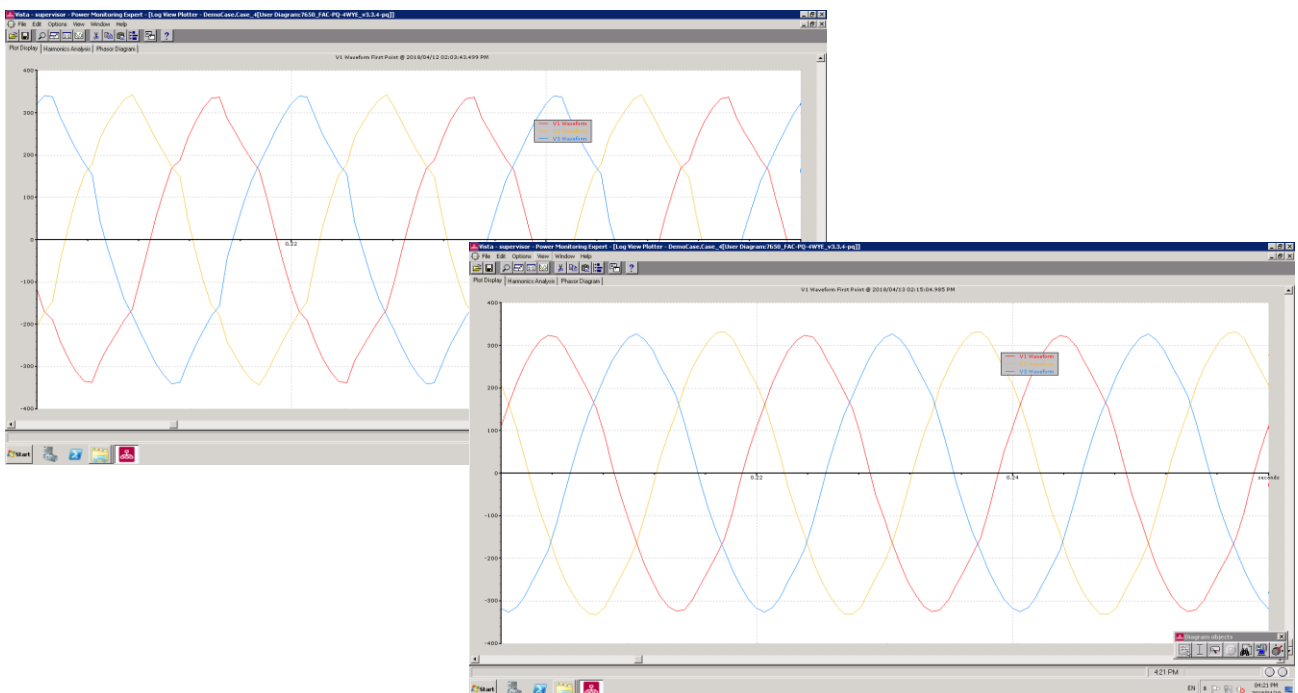 Vista - supervisor - Power Monitoring Expert - [Log View Plotter - DemoCase.Case_4[User Diagram:7650_FAC-PQ-4WYE_v3.3.4-pq]]
File Edit Options View Window Help
Plot Display Harmonics Analysis Phasor Diagram
V1 Waveform First Point @ 2018/04/12 02:03:43.499 PM
400
300
200
100
0
-100
-200
-300
-400
0.22
V1 Waveform
V3 Waveform
Start
Vista - supervisor - Power Monitoring Expert - [Log View Plotter - DemoCase.Case_4[User Diagram:7650_FAC-PQ-4WYE_v3.3.4-pq]]
File Edit Options View Window Help
Plot Display Harmonics Analysis Phasor Diagram
V1 Waveform First Point @ 2018/04/13 02:15:04.985 PM
400
300
200
100
0
-100
-200
-300
-400
0.22
0.24
seconds
V1 Waveform
V3 Waveform
Diagram objects
4:21 PM
Start
EN
04:21 PM